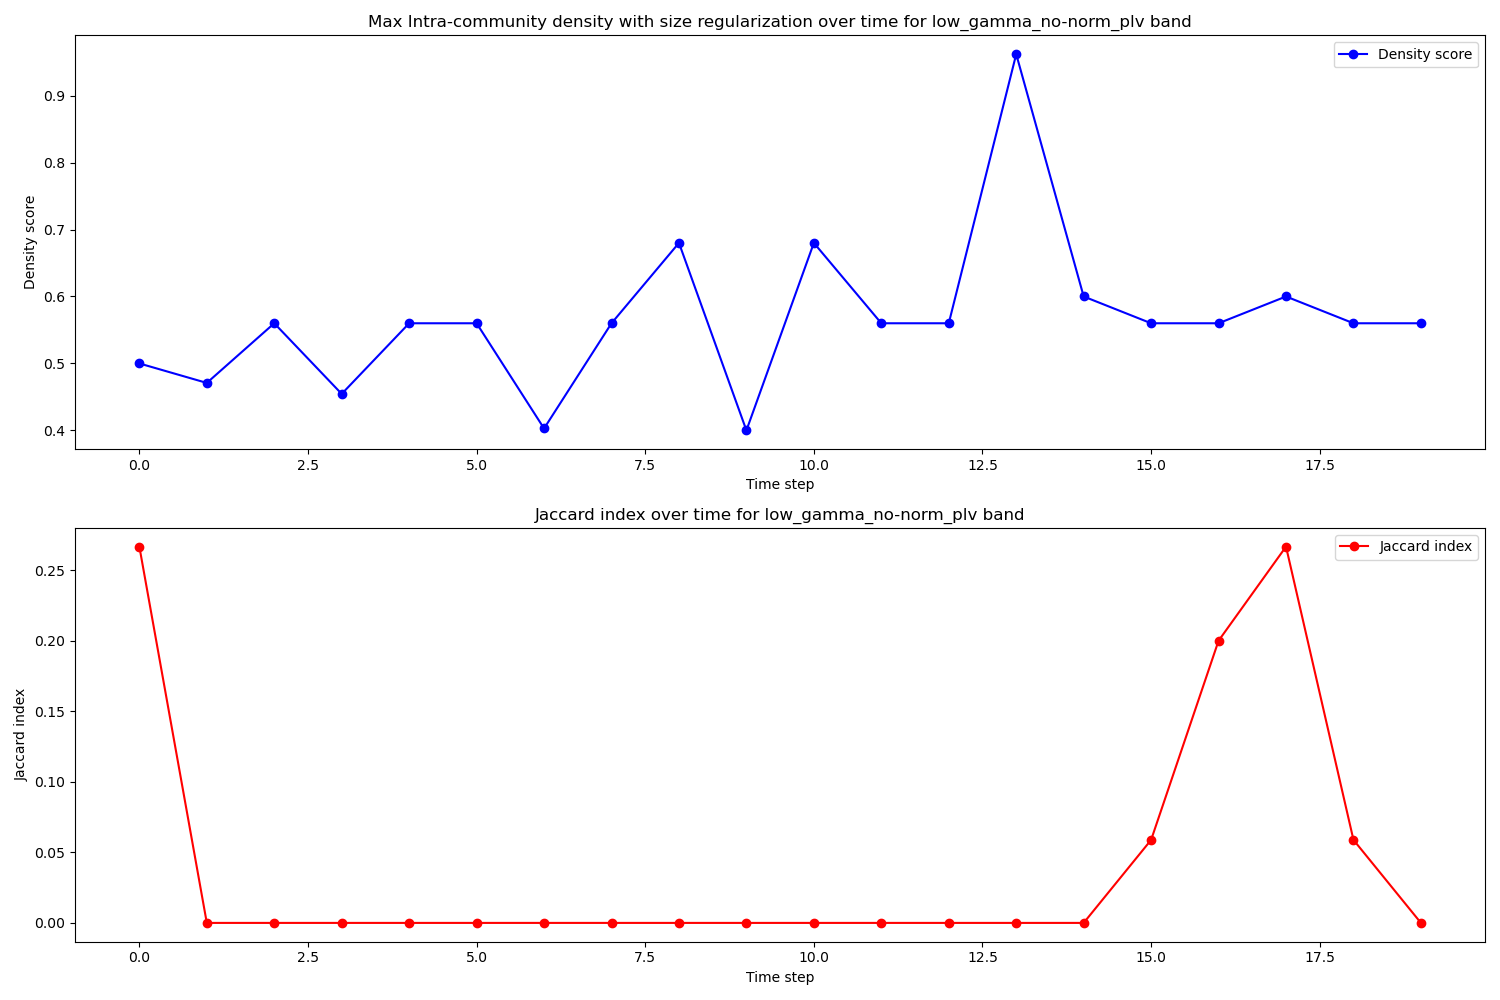 Max Intra-community density with size regularization over time for low_gamma_no-norm_plv band
Density score
0.9
0.8
0.7
0.6
0.5
0.4
Density score
0.0 2.5 5.0 7.5 10.0 12.5 15.0 17.5
Time step
Jaccard index over time for low_gamma_no-norm_plv band
Jaccard index
0.25
0.20
0.15
0.10
0.05
0.00
Jaccard index
0.0 2.5 5.0 7.5 10.0 12.5 15.0 17.5
Time step